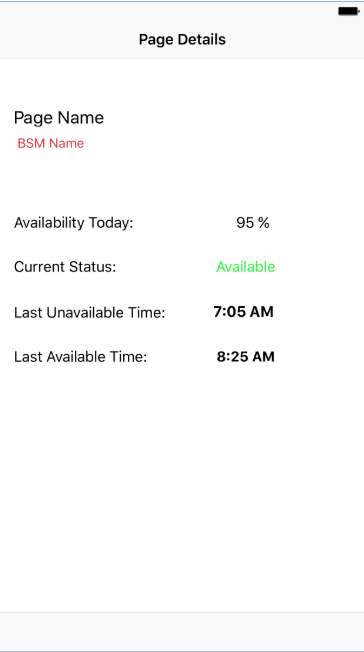 Page Details
Page Name
BSM Name
Availability Today: 95 %
Current Status: Available
Last Unavailable Time: 7:05 AM
Last Available Time: 8:25 AM